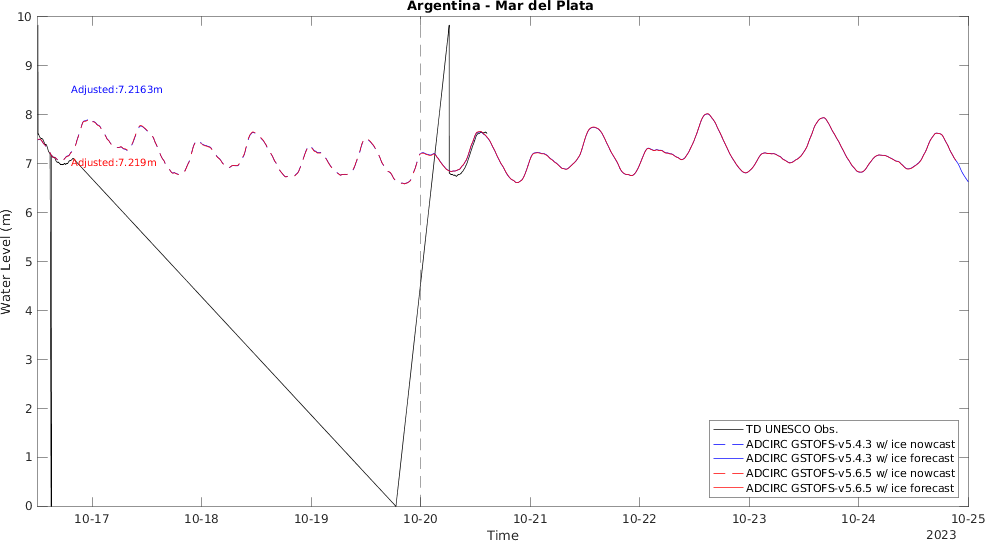 Argentina - Mar del Plata
10
9
8
7
6
5
4
3
2
1
0
Water Level (m)
Adjusted:7.2163m
Adjusted:7.219m
TD UNESCO Obs.
ADCIRC GSTOFS-v5.4.3 w/ ice nowcast
ADCIRC GSTOFS-v5.4.3 w/ ice forecast
ADCIRC GSTOFS-v5.6.5 w/ ice nowcast
ADCIRC GSTOFS-v5.6.5 w/ ice forecast
10-17 10-18 10-19 10-20 10-21 10-22 10-23 10-24 10-25
Time
2023